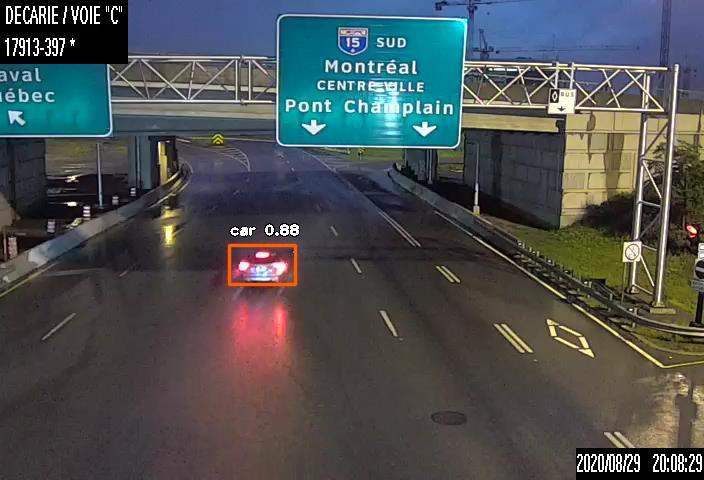 DECARIE / VOIE "C"
17913-397 *
aval
uébec
15 SUD
Montréal
CENTRE-VILLE
Pont Champlain
BUS
car 0.88
2020/08/29 20:08:29